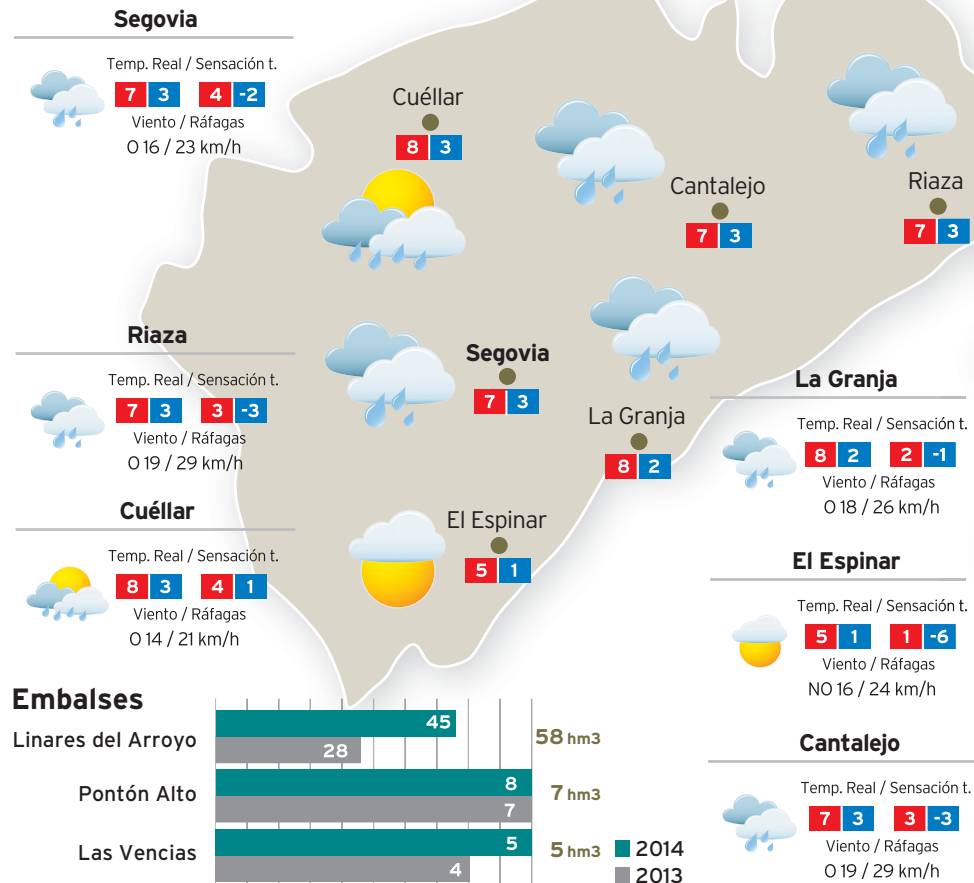 Segovia
Temp. Real / Sensación t.
7 3 4 -2
Viento / Ráfagas
O 16 / 23 km/h
Cuéllar
8 3
Cantalejo
7 3
Riaza
7 3
Segovia
7 3
La Granja
8 2
El Espinar
5 1
Riaza
Temp. Real / Sensación t.
7 3 3 -3
Viento / Ráfagas
O 19 / 29 km/h
Cuéllar
Temp. Real / Sensación t.
8 3 4 1
Viento / Ráfagas
O 14 / 21 km/h
La Granja
Temp. Real / Sensación t.
8 2 2 -1
Viento / Ráfagas
O 18 / 26 km/h
El Espinar
Temp. Real / Sensación t.
5 1 1 -6
Viento / Ráfagas
NO 16 / 24 km/h
Cantalejo
Temp. Real / Sensación t.
7 3 3 -3
Viento / Ráfagas
O 19 / 29 km/h
Embalses
Linares del Arroyo
45
28
58 hm3
Pontón Alto
8
7
7 hm3
Las Vencias
5
4
5 hm3
2014
2013